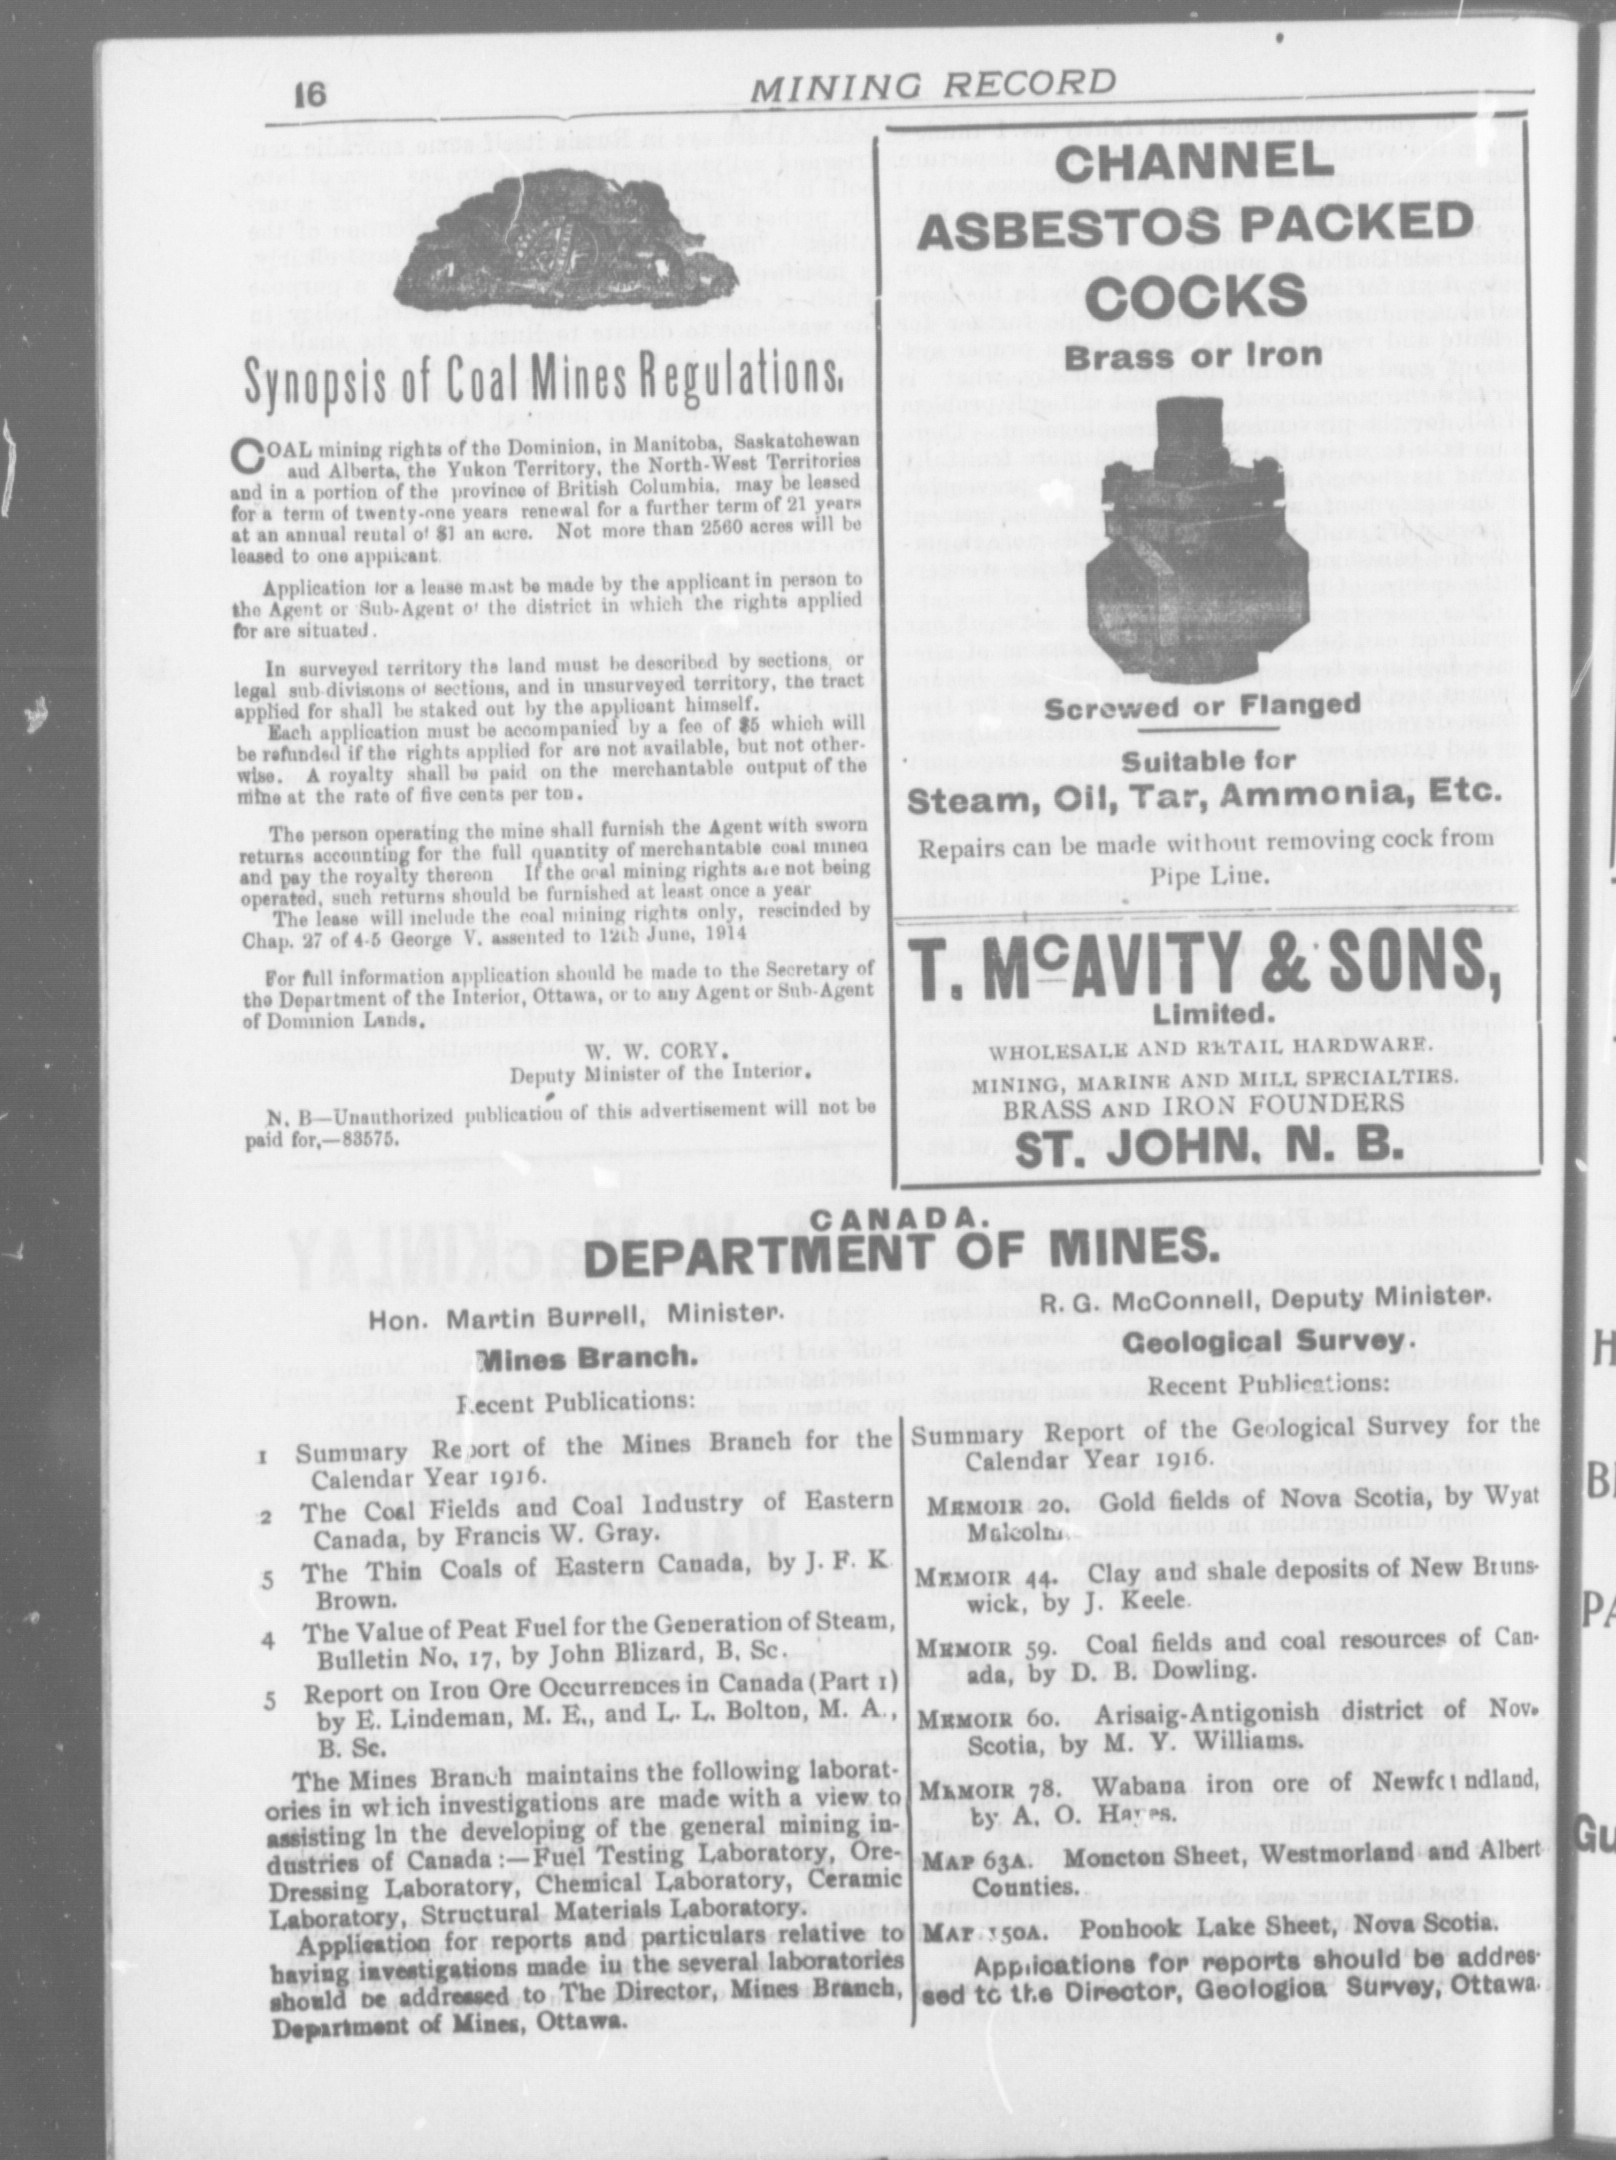 16
MINING RECORD
Synopsis of Coal Mines Regulations.
COAL mining rights of the Dominion, in Manitoba, Saskatchewan
aud Alberta, the Yukon Territory, the North-West Territories
and in a portion of the province of British Columbia, may be leased
for a term of twenty-one years renewal for a further term of 21 years
at an annual rental of $1 an acre. Not more than 2560 acres will be
leased to one applicant
Application for a lease must be made by the applicant in person to
the Agent or Sub-Agent of the district in which the rights applied
for are situated.
In surveyed territory the land must be described by sections, or
legal sub-divisions of sections, and in unsurveyed territory, the tract
applied for shall be staked out by the applicant himself.
Each application must be accompanied by a fee of $5 which will
be refunded if the rights applied for are not available, but not other-
wise. A royalty shall be paid on the merchantable output of the
mine at the rate of five cents per ton.
The person operating the mine shall furnish the Agent with sworn
returns accounting for the full quantity of merchantable coal mined
and pay the royalty thereon If the coal mining rights are not being
operated, such returns should be furnished at least once a year
The lease will include the coal mining rights only, rescinded by
Chap. 27 of 4-5 George V. assented to 12th June, 1914
For full information application should be made to the Secretary of
the Department of the Interior, Ottawa, or to any Agent or Sub-Agent
of Dominion Lands.
W. W. CORY.
Deputy Minister of the Interior.
N. B—Unauthorized publication of this advertisement will not be
paid for,—83575.
CHANNEL
ASBESTOS PACKED
COCKS
Brass or Iron
Screwed or Flanged
Suitable for
Steam, Oil, Tar, Ammonia, Etc.
Repairs can be made without removing cock from
Pipe Line.
T. McAVITY & SONS,
Limited.
WHOLESALE AND RETAIL HARDWARE.
MINING, MARINE AND MILL SPECIALTIES.
BRASS AND IRON FOUNDERS
ST. JOHN, N. B.
CANADA.
DEPARTMENT OF MINES.
Hon. Martin Burrell, Minister.
R. G. McConnell, Deputy Minister.
Mines Branch.
Recent Publications:
1 Summary Report of the Mines Branch for the
Calendar Year 1916.
2 The Coal Fields and Coal Industry of Eastern
Canada, by Francis W. Gray.
5 The Thin Coals of Eastern Canada, by J. F. K
Brown.
4 The Value of Peat Fuel for the Generation of Steam,
Bulletin No, 17, by John Blizard, B, Sc.
5 Report on Iron Ore Occurrences in Canada (Part 1)
by E. Lindeman, M. E., and L. L. Bolton, M. A.,
B. Sc.
The Mines Branch maintains the following laborat-
ories in which investigations are made with a view to
assisting in the developing of the general mining in-
dustries of Canada:—Fuel Testing Laboratory, Ore-
Dressing Laboratory, Chemical Laboratory, Ceramic
Laboratory, Structural Materials Laboratory.
Application for reports and particulars relative to
having investigations made iu the several laboratories
should be addressed to The Director, Mines Branch,
Department of Mines, Ottawa.
Geological Survey.
Recent Publications:
Summary Report of the Geological Survey for the
Calendar Year 1916.
MEMOIR 20. Gold fields of Nova Scotia, by Wyat
Malcolm.
MEMOIR 44. Clay and shale deposits of New Bruns-
wick, by J. Keele.
MEMOIR 59. Coal fields and coal resources of Can-
ada, by D. B. Dowling.
MEMOIR 60. Arisaig-Antigonish district of Nova
Scotia, by M. Y. Williams.
MEMOIR 78. Wabana iron ore of Newfoundland,
by A. O. Hayes.
MAP 63A. Moncton Sheet, Westmorland and Albert
Counties.
MAP 150A. Ponhook Lake Sheet, Nova Scotia.
Applications for reports should be addres-
sed to the Director, Geologica Survey, Ottawa.
H
PA
Gu